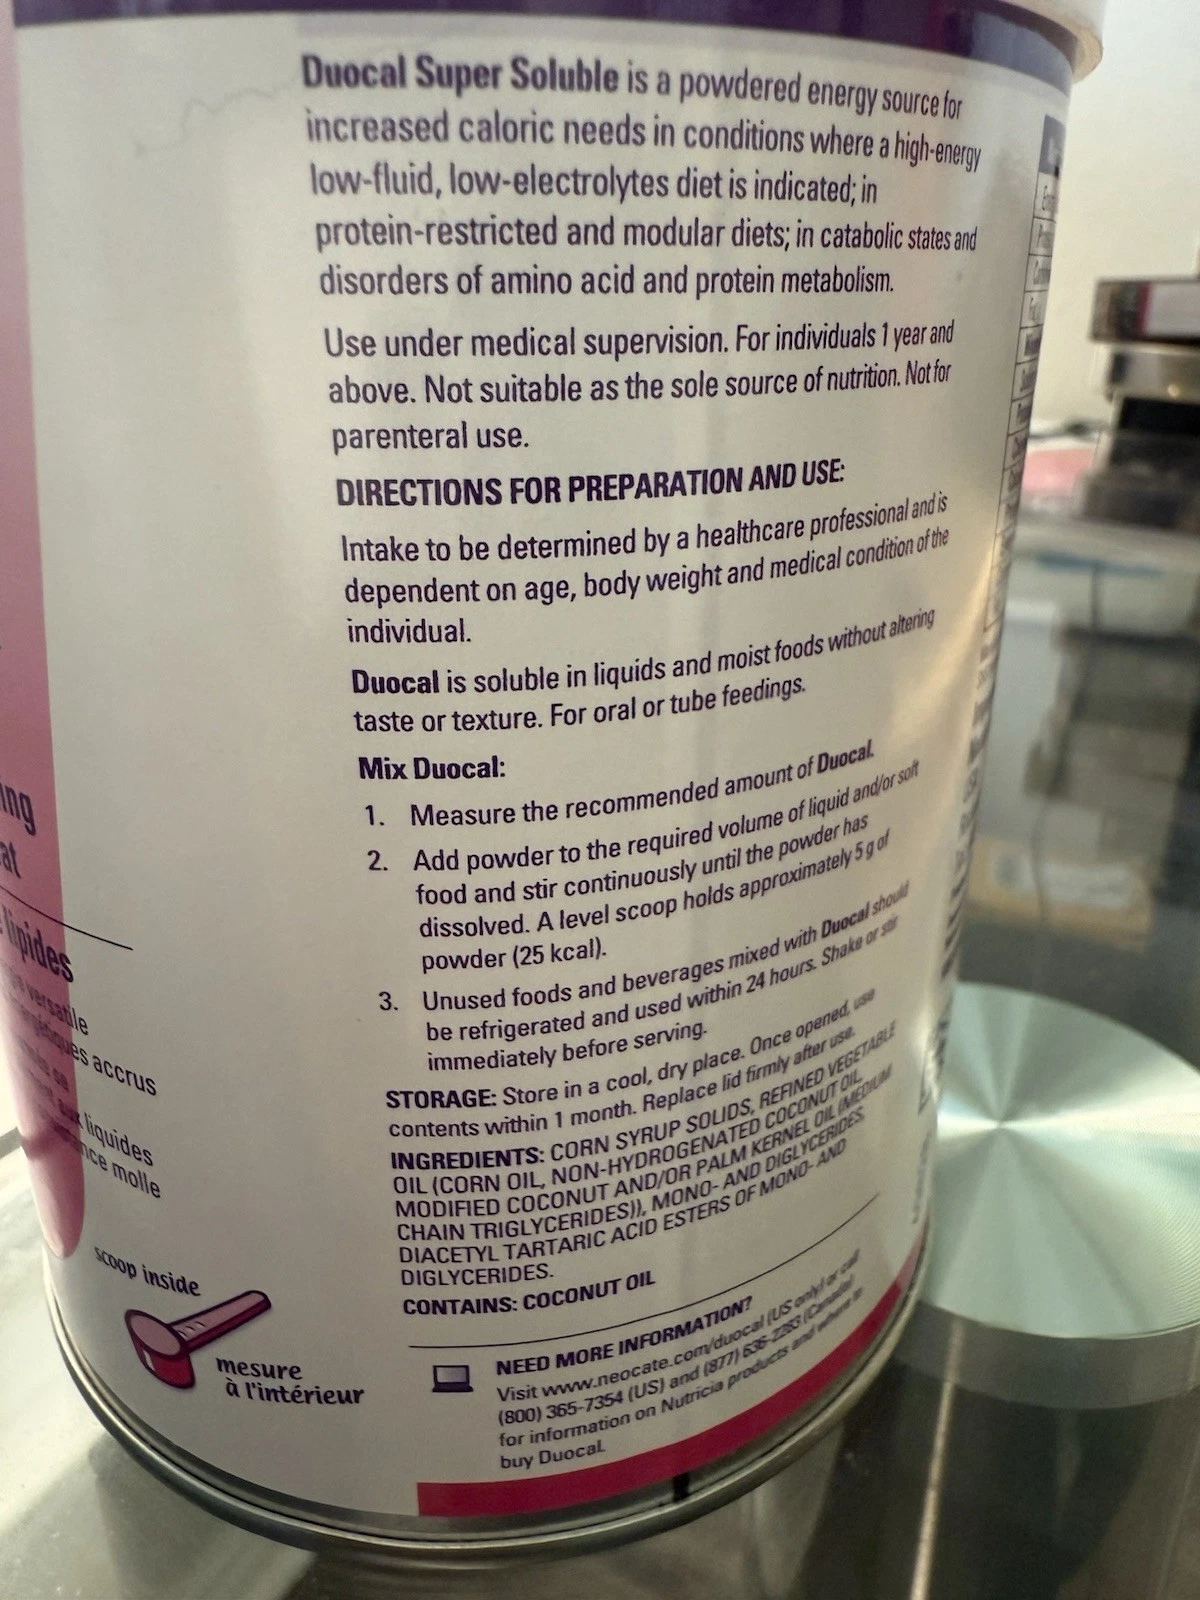 Duocal Super Soluble is a powdered energy source for
increased caloric needs in conditions where a high-energy
low-fluid, low-electrolytes diet is indicated; in
protein-restricted and modular diets; in catabolic states and
disorders of amino acid and protein metabolism.
Use under medical supervision. For individuals 1 year and
above. Not suitable as the sole source of nutrition. Not for
parenteral use.
DIRECTIONS FOR PREPARATION AND USE:
Intake to be determined by a healthcare professional and is
dependent on age, body weight and medical condition of the
individual.
Duocal is soluble in liquids and moist foods without altering
taste or texture. For oral or tube feedings.
Mix Duocal:
1. Measure the recommended amount of Duocal.
2. Add powder to the required volume of liquid and/or soft
food and stir continuously until the powder has
dissolved. A level scoop holds approximately 5 g of
powder (25 kcal).
3. Unused foods and beverages mixed with Duocal should
be refrigerated and used within 24 hours. Shake or stir
immediately before serving.
STORAGE: Store in a cool, dry place. Once opened, use
contents within 1 month. Replace lid firmly after use.
INGREDIENTS: CORN SYRUP SOLIDS, REFINED VEGETABLE
OIL (CORN OIL, NON-HYDROGENATED COCONUT OIL,
MODIFIED COCONUT AND/OR PALM KERNEL OIL (MEDIUM
CHAIN TRIGLYCERIDES)), MONO- AND DIGLYCERIDES,
DIACETYL TARTARIC ACID ESTERS OF MONO- AND
DIGLYCERIDES.
CONTAINS: COCONUT OIL
NEED MORE INFORMATION?
Visit www.neocate.com/duocal (US only) or call
(800) 365-7354 (US) and (877) 636-2283 (Canada)
for information on Nutricia products and where to
buy Duocal.
ing
at
lipides
versatile
accrus
liquides
nce molle
scoop inside
mesure
à l'intérieur